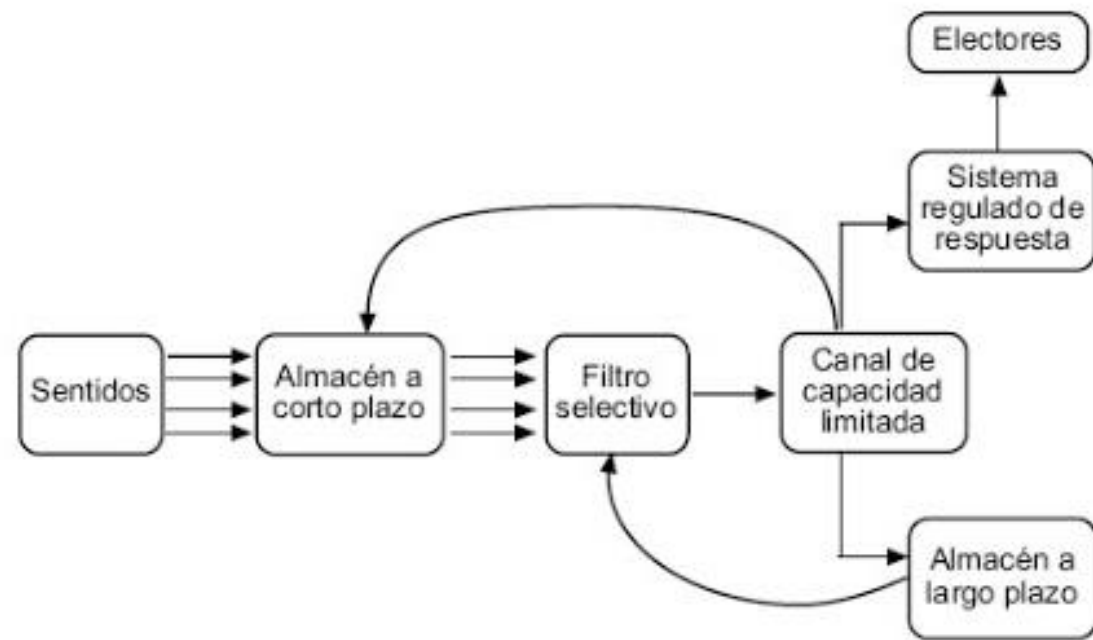 Electores
Sistema
regulado de
respuesta
Sentidos
Almacén a
corto plazo
Filtro
selectivo
Canal de
capacidad
limitada
Almacén a
largo plazo